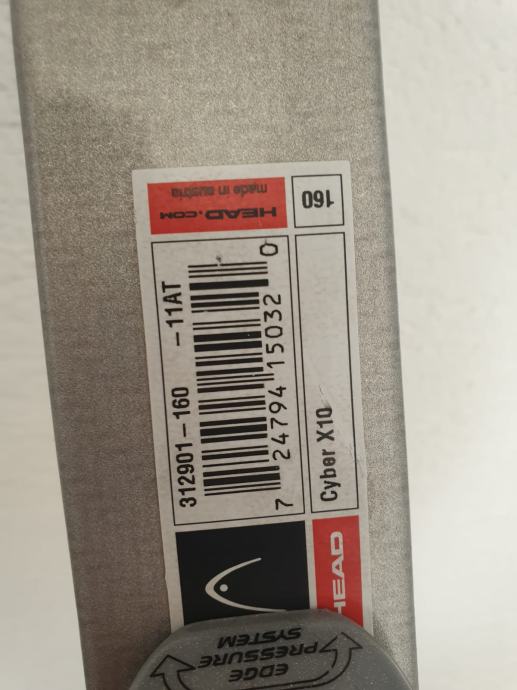 HEAD.COM
made in austria
160
312901-160 -11AT
7 24794 15032 0
Cyber X10
HEAD
EDGE
PRESSURE
SYSTEM